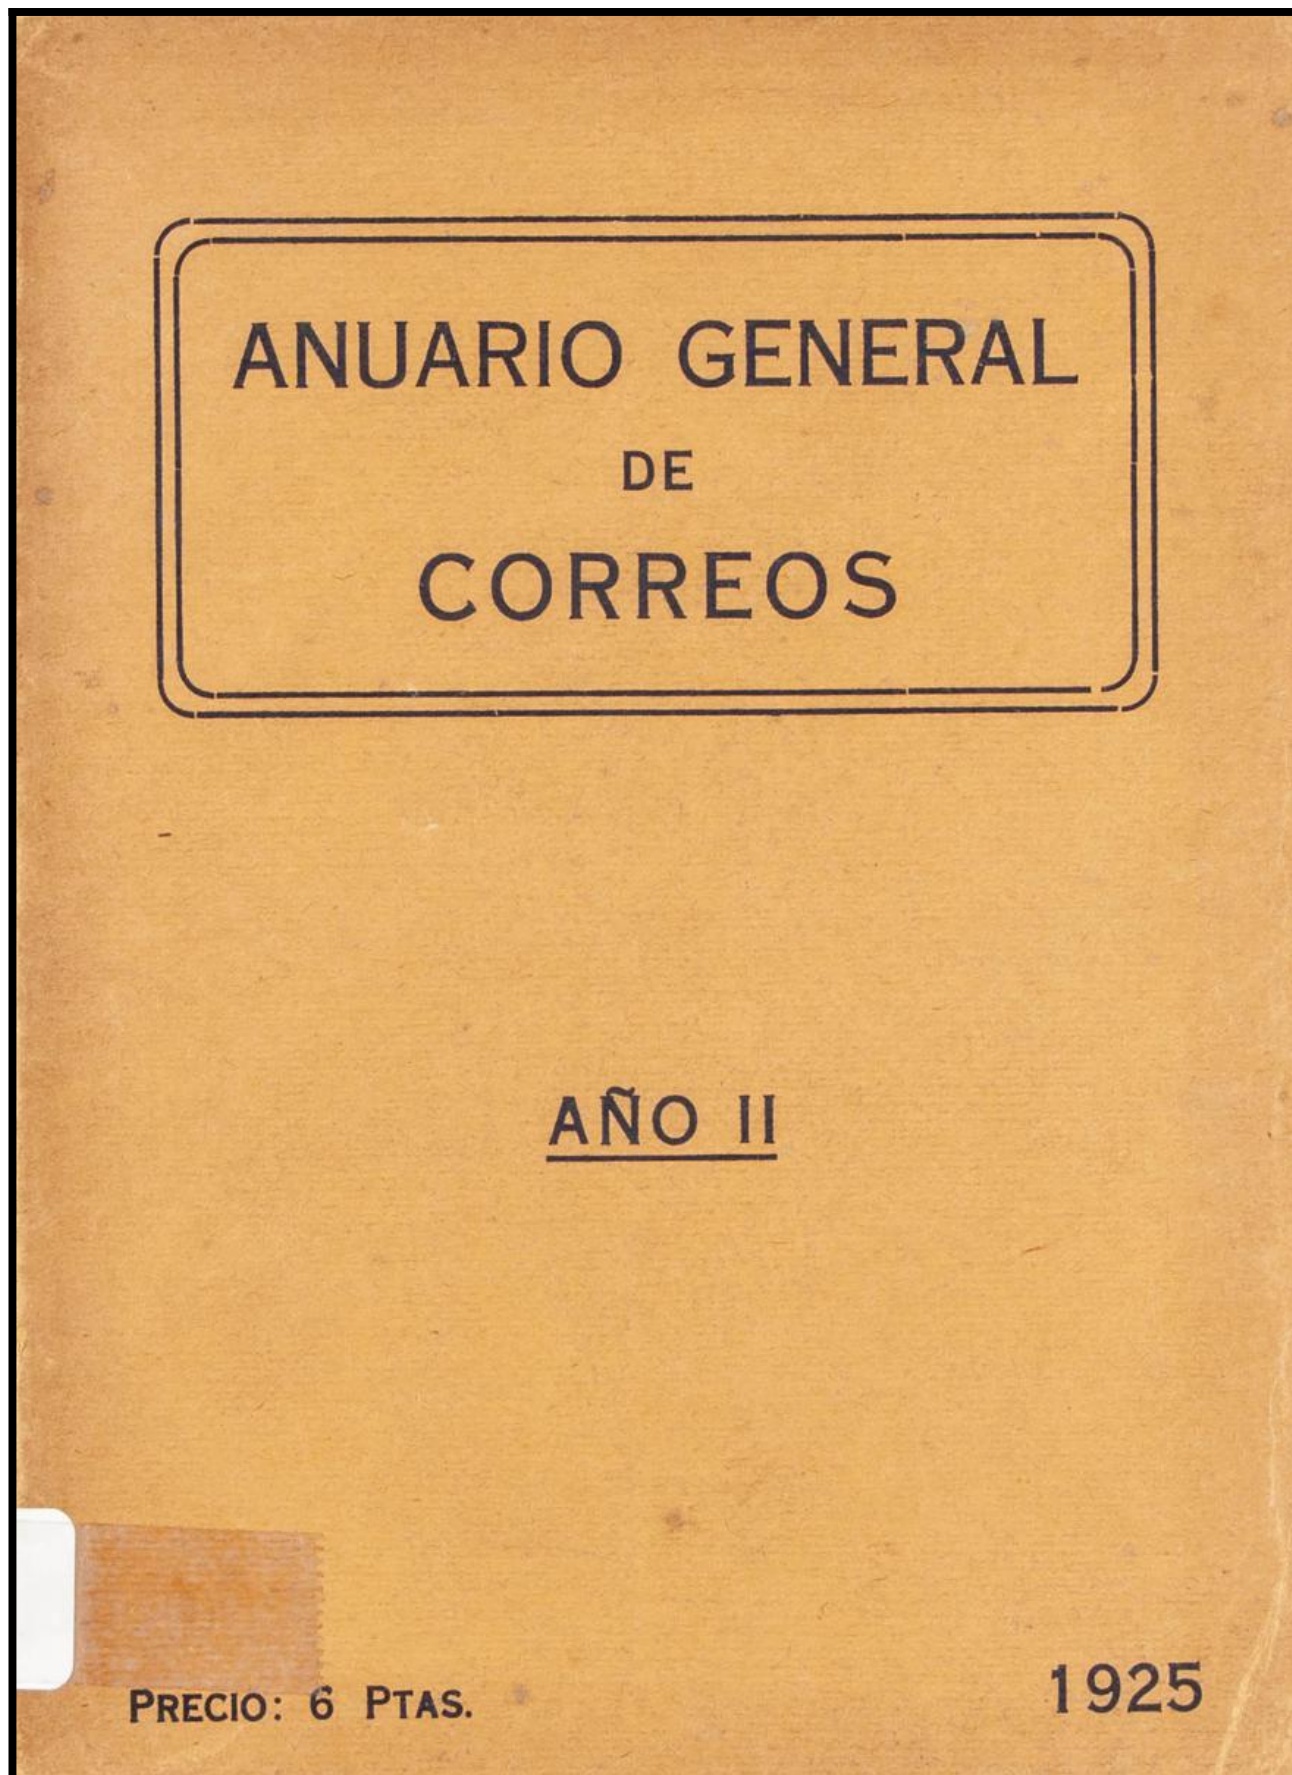 ANUARIO GENERAL
DE
CORREOS
AÑO II
PRECIO: 6 PTAS.
1925